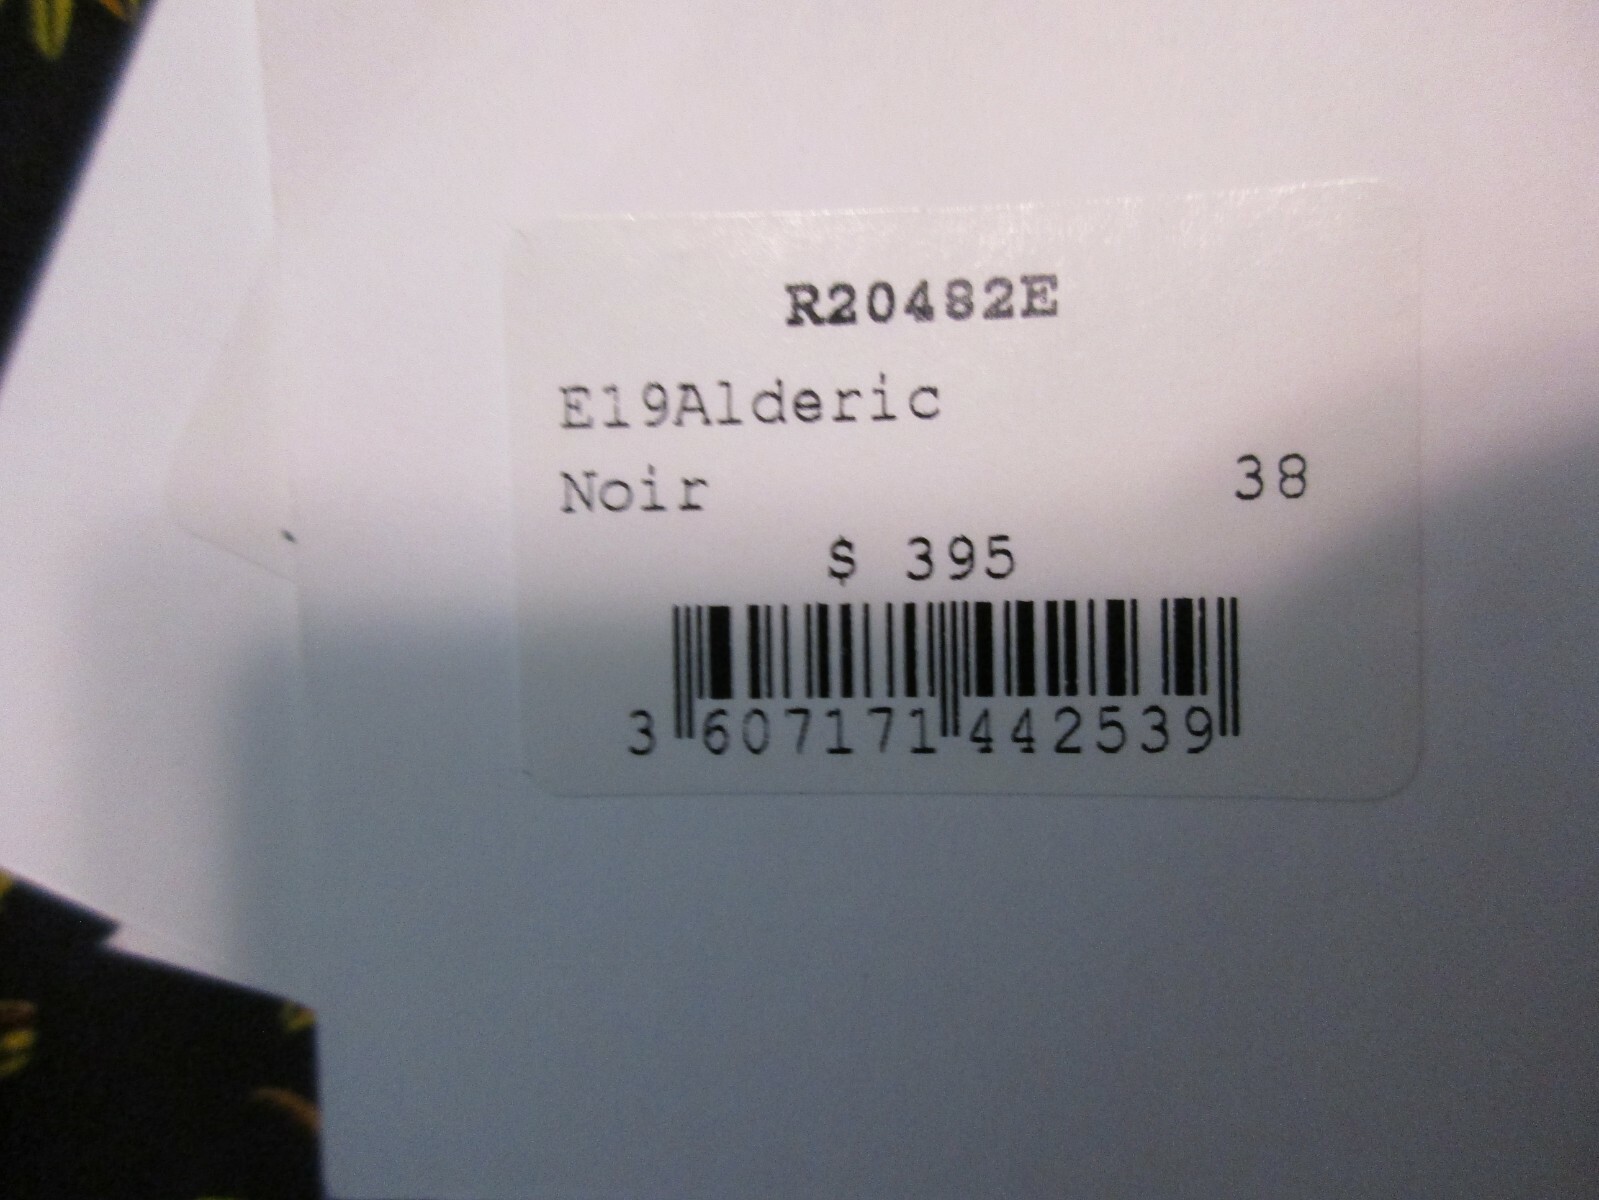 R20482E
E19Alderic
Noir 38
$ 395
3 607171 442539